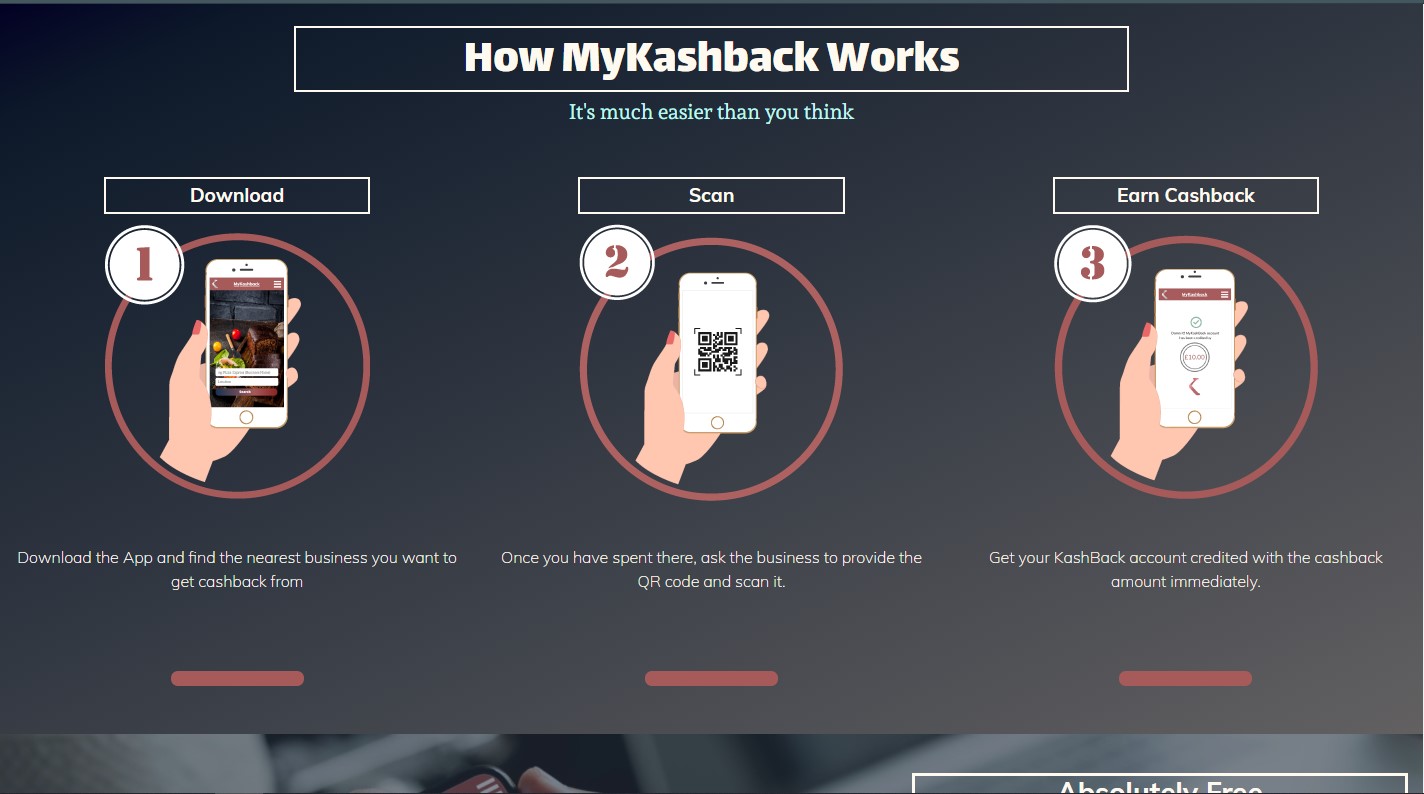 How MyKashback Works
It's much easier than you think
Download
Scan
Earn Cashback
1
2
3
MyKashback
Search
MyKashback
£10.00
Download the App and find the nearest business you want to
get cashback from
Once you have spent there, ask the business to provide the
QR code and scan it.
Get your KashBack account credited with the cashback
amount immediately.
Absolutely Free